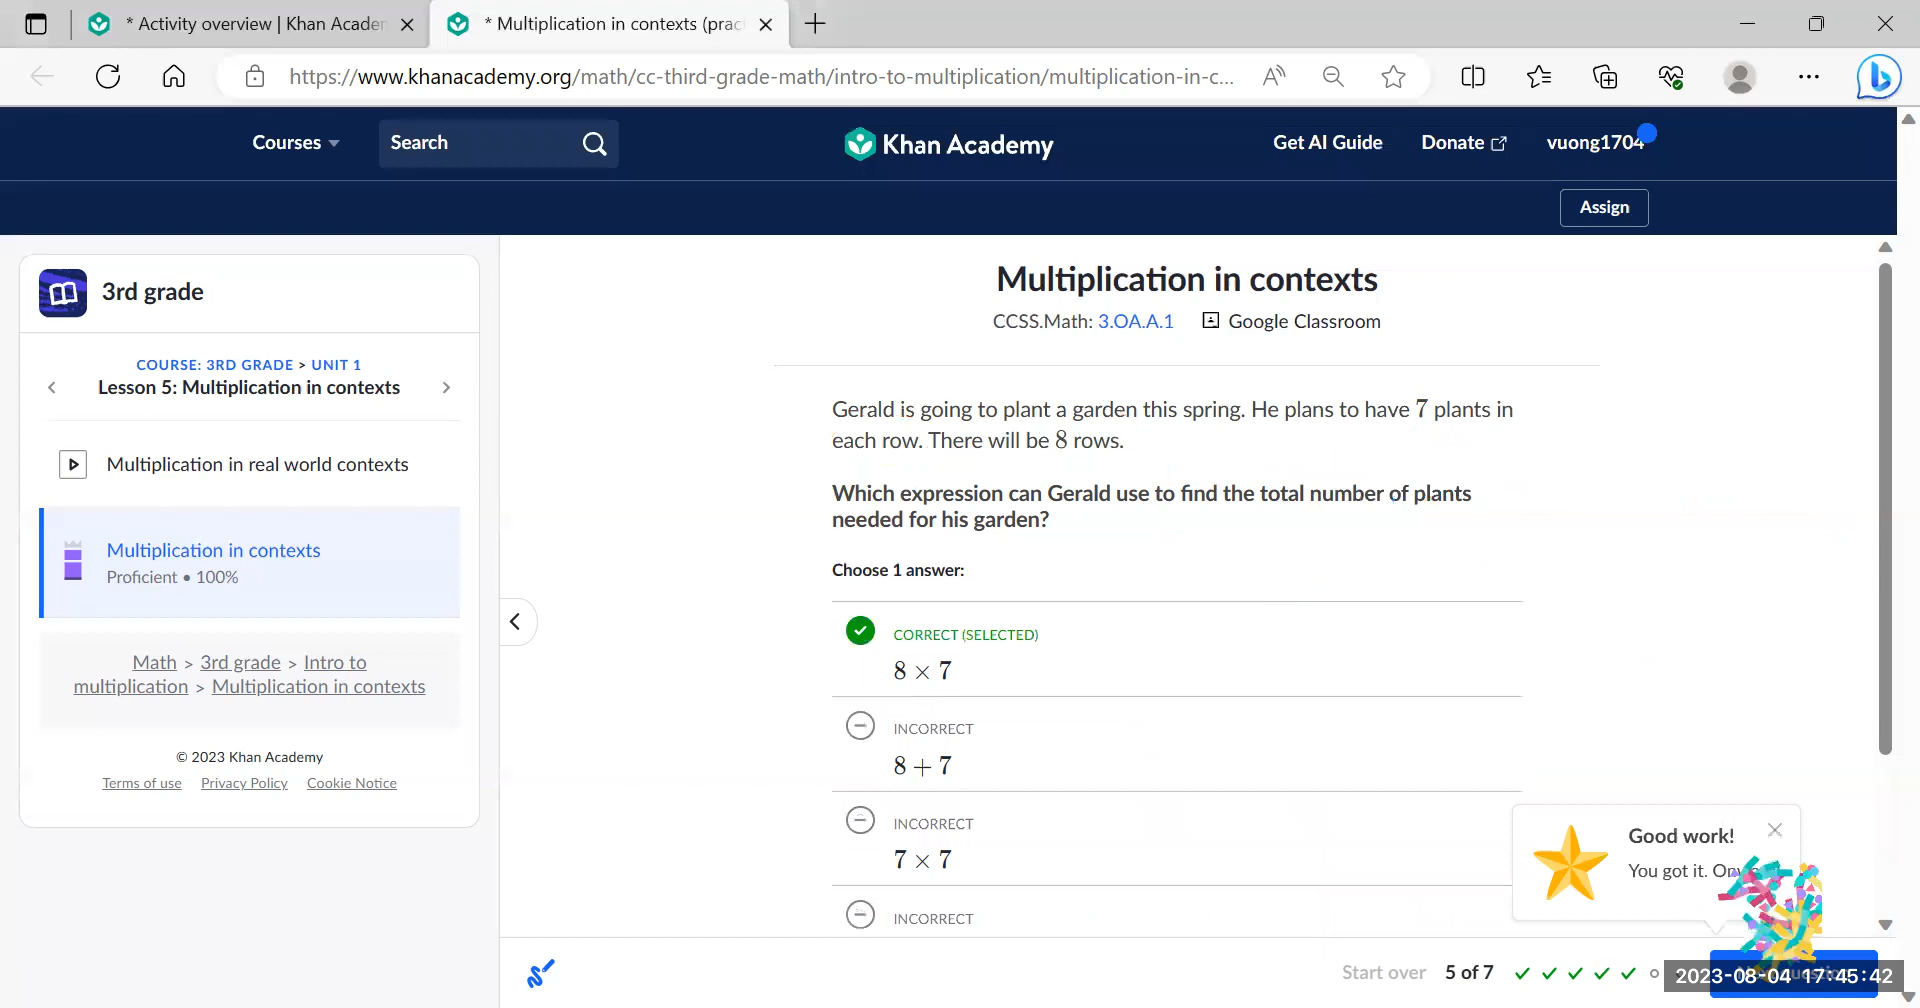 * Activity overview | Khan Academ
* Multiplication in contexts (prac
https://www.khanacademy.org/math/cc-third-grade-math/intro-to-multiplication/multiplication-in-c...
Courses
Search
Khan Academy
Get AI Guide
Donate
vuong1704
Assign
3rd grade
COURSE: 3RD GRADE > UNIT 1
Lesson 5: Multiplication in contexts
Multiplication in real world contexts
Multiplication in contexts
Proficient • 100%
Math > 3rd grade > Intro to
multiplication > Multiplication in contexts
© 2023 Khan Academy
Terms of use Privacy Policy Cookie Notice
Multiplication in contexts
CCSS.Math: 3.OA.A.1 Google Classroom
Gerald is going to plant a garden this spring. He plans to have 7 plants in
each row. There will be 8 rows.
Which expression can Gerald use to find the total number of plants
needed for his garden?
Choose 1 answer:
CORRECT (SELECTED)
8 × 7
INCORRECT
8 + 7
INCORRECT
7 × 7
INCORRECT
Good work!
You got it.
Start over 5 of 7
2023-08-04 17:45:42